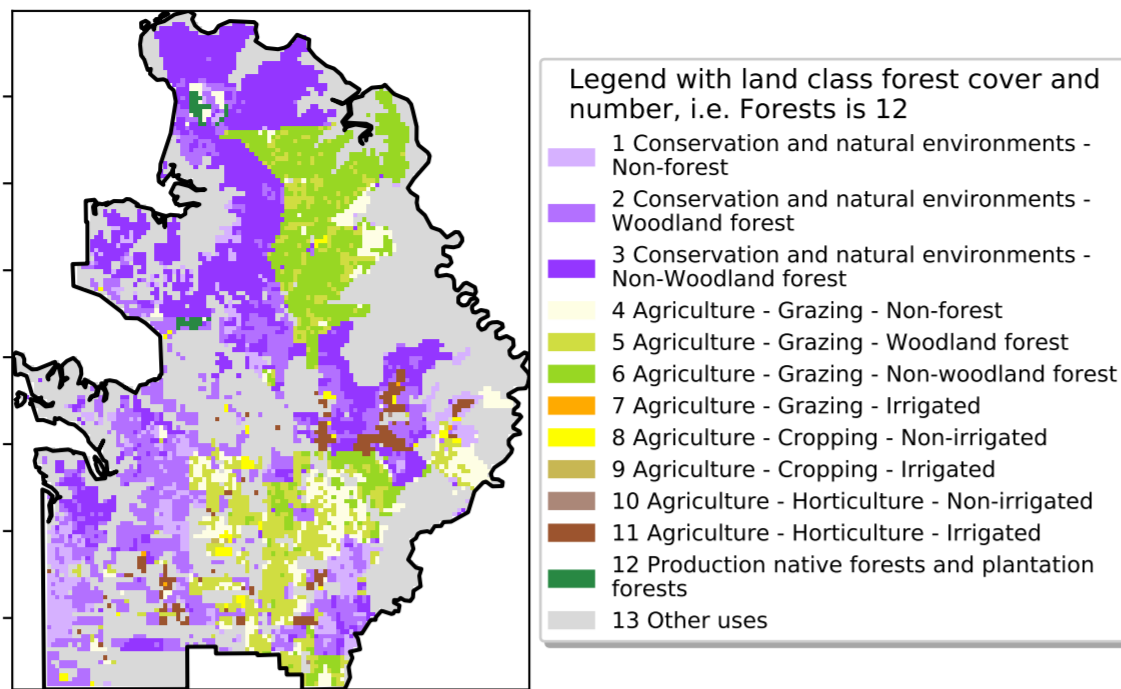 Legend with land class forest cover and
number, i.e. Forests is 12
1 Conservation and natural environments -
Non-forest
2 Conservation and natural environments -
Woodland forest
3 Conservation and natural environments -
Non-Woodland forest
4 Agriculture - Grazing - Non-forest
5 Agriculture - Grazing - Woodland forest
6 Agriculture - Grazing - Non-woodland forest
7 Agriculture - Grazing - Irrigated
8 Agriculture - Cropping - Non-irrigated
9 Agriculture - Cropping - Irrigated
10 Agriculture - Horticulture - Non-irrigated
11 Agriculture - Horticulture - Irrigated
12 Production native forests and plantation
forests
13 Other uses